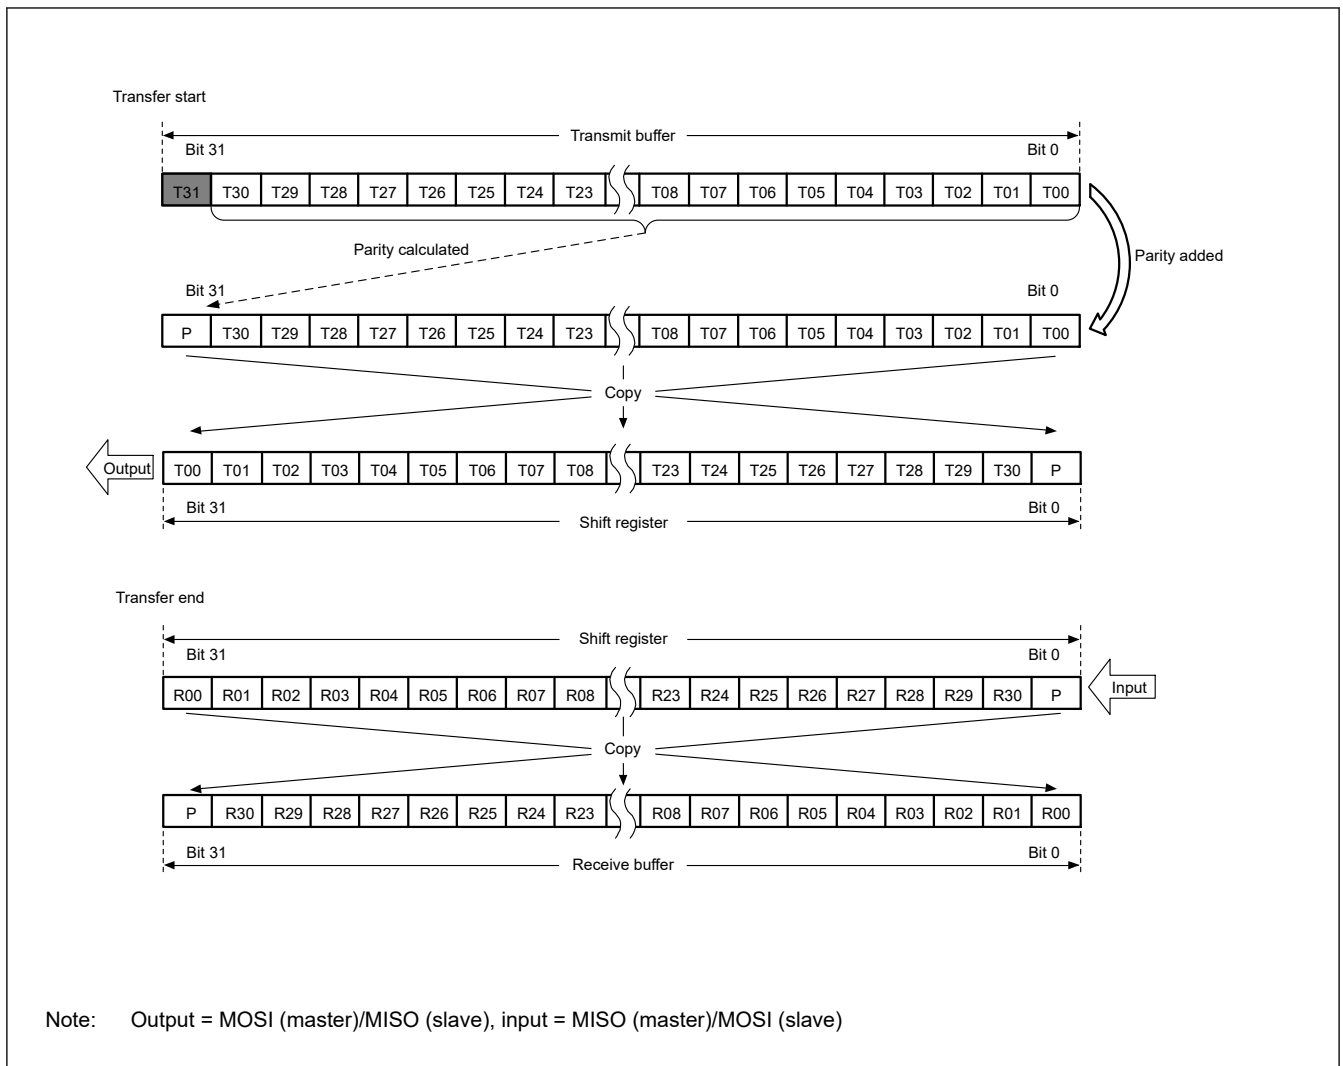 Transfer start
Transmit buffer
Bit 31 Bit 0
T31 T30 T29 T28 T27 T26 T25 T24 T23 T08 T07 T06 T05 T04 T03 T02 T01 T00
Parity calculated
Parity added
Bit 31 Bit 0
P T30 T29 T28 T27 T26 T25 T24 T23 T08 T07 T06 T05 T04 T03 T02 T01 T00
Copy
Output T00 T01 T02 T03 T04 T05 T06 T07 T08 T23 T24 T25 T26 T27 T28 T29 T30 P
Bit 31 Bit 0
Shift register
Transfer end
Shift register
Bit 31 Bit 0
R00 R01 R02 R03 R04 R05 R06 R07 R08 R23 R24 R25 R26 R27 R28 R29 R30 P Input
Copy
P R30 R29 R28 R27 R26 R25 R24 R23 R08 R07 R06 R05 R04 R03 R02 R01 R00
Bit 31 Bit 0
Receive buffer
Note: Output = MOSI (master)/MISO (slave), input = MISO (master)/MOSI (slave)